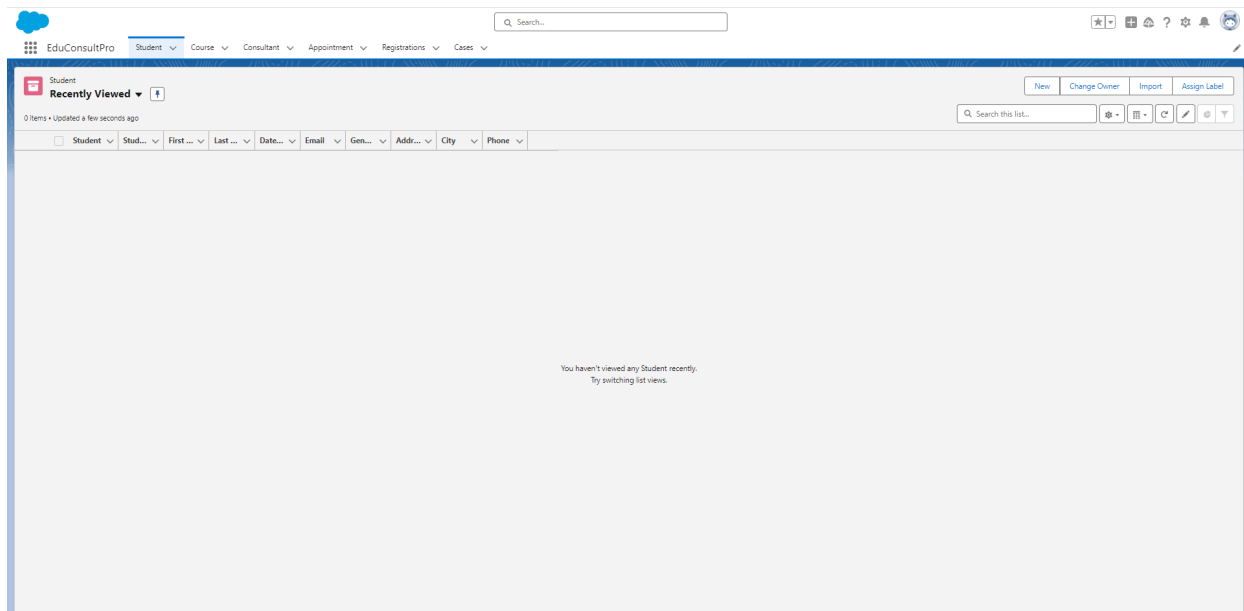 Search...
EduConsultPro Student Course Consultant Appointment Registrations Cases
Student
Recently Viewed
New Change Owner Import Assign Label
0 items • Updated a few seconds ago
Search this list...
Student Stud... First ... Last ... Date... Email Gen... Addr... City Phone
You haven't viewed any Student recently.
Try switching list views.